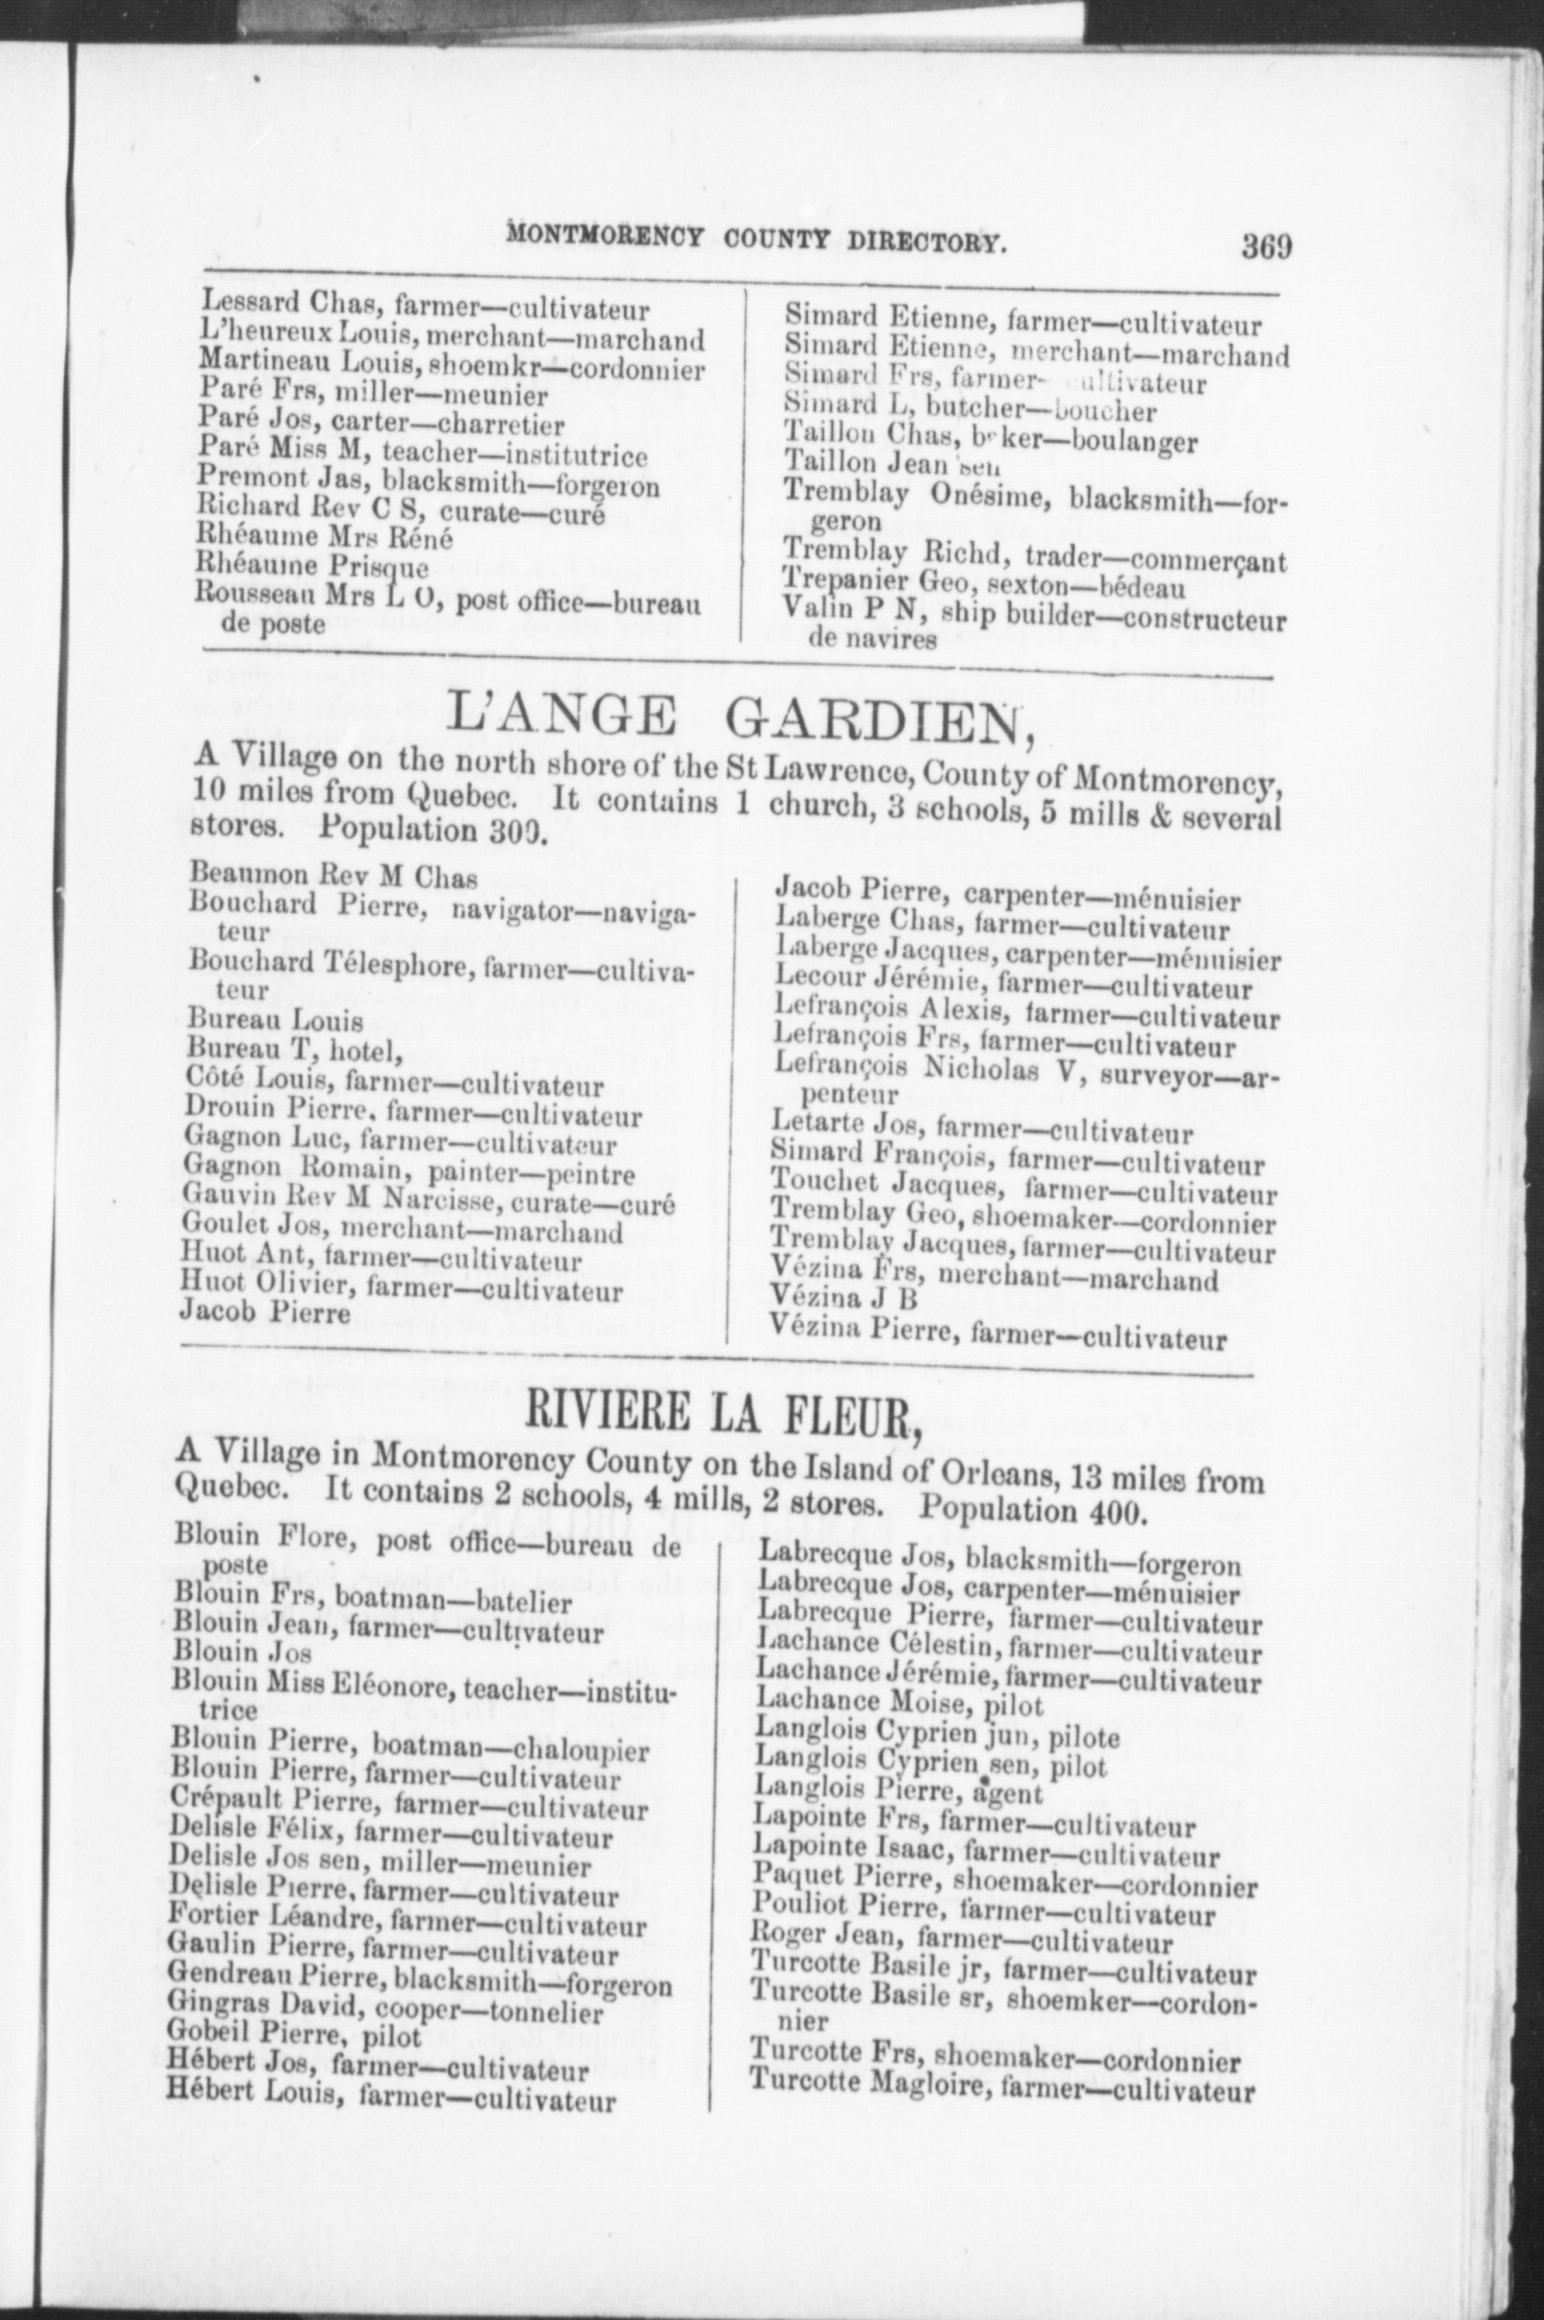 MONTMORENCY COUNTY DIRECTORY. 369
Lessard Chas, farmer—cultivateur
L'heureux Louis, merchant—marchand
Martineau Louis, shoemkr—cordonnier
Paré Frs, miller—meunier
Paré Jos, carter—charretier
Paré Miss M, teacher—institutrice
Premont Jas, blacksmith—forgeron
Richard Rev C S, curate—curé
Rhéaume Mrs Réné
Rhéaume Prisque
Rousseau Mrs L O, post office—bureau
de poste
Simard Etienne, farmer—cultivateur
Simard Etienne, merchant—marchand
Simard Frs, farmer- cultivateur
Simard L, butcher—boucher
Taillon Chas, baker—boulanger
Taillon Jean sen
Tremblay Onésime, blacksmith—for-
geron
Tremblay Richd, trader—commerçant
Trepanier Geo, sexton—bédeau
Valin P N, ship builder—constructeur
de navires
L'ANGE GARDIEN,
A Village on the north shore of the St Lawrence, County of Montmorency,
10 miles from Quebec. It contains 1 church, 3 schools, 5 mills & several
stores. Population 300.
Beaumon Rev M Chas
Bouchard Pierre, navigator—naviga-
teur
Bouchard Télesphore, farmer—cultiva-
teur
Bureau Louis
Bureau T, hotel,
Côté Louis, farmer—cultivateur
Drouin Pierre, farmer—cultivateur
Gagnon Luc, farmer—cultivateur
Gagnon Romain, painter—peintre
Gauvin Rev M Narcisse, curate—curé
Goulet Jos, merchant—marchand
Huot Ant, farmer—cultivateur
Huot Olivier, farmer—cultivateur
Jacob Pierre
Jacob Pierre, carpenter—ménuisier
Laberge Chas, farmer—cultivateur
Laberge Jacques, carpenter—ménuisier
Lecour Jérémie, farmer—cultivateur
Lefrançois Alexis, farmer—cultivateur
Lefrançois Frs, farmer—cultivateur
Lefrançois Nicholas V, surveyor—ar-
penteur
Letarte Jos, farmer—cultivateur
Simard François, farmer—cultivateur
Touchet Jacques, farmer—cultivateur
Tremblay Geo, shoemaker—cordonnier
Tremblay Jacques, farmer—cultivateur
Vézina Frs, merchant—marchand
Vézina J B
Vézina Pierre, farmer—cultivateur
RIVIERE LA FLEUR,
A Village in Montmorency County on the Island of Orleans, 13 miles from
Quebec. It contains 2 schools, 4 mills, 2 stores. Population 400.
Blouin Flore, post office—bureau de
poste
Blouin Frs, boatman—batelier
Blouin Jean, farmer—cultivateur
Blouin Jos
Blouin Miss Eléonore, teacher—institu-
trice
Blouin Pierre, boatman—chaloupier
Blouin Pierre, farmer—cultivateur
Crépault Pierre, farmer—cultivateur
Delisle Félix, farmer—cultivateur
Delisle Jos sen, miller—meunier
Delisle Pierre, farmer—cultivateur
Fortier Léandre, farmer—cultivateur
Gaulin Pierre, farmer—cultivateur
Gendreau Pierre, blacksmith—forgeron
Gingras David, cooper—tonnelier
Gobeil Pierre, pilot
Hébert Jos, farmer—cultivateur
Hébert Louis, farmer—cultivateur
Labrecque Jos, blacksmith—forgeron
Labrecque Jos, carpenter—ménuisier
Labrecque Pierre, farmer—cultivateur
Lachance Célestin, farmer—cultivateur
Lachance Jérémie, farmer—cultivateur
Lachance Moise, pilot
Langlois Cyprien jun, pilote
Langlois Cyprien sen, pilot
Langlois Pierre, agent
Lapointe Frs, farmer—cultivateur
Lapointe Isaac, farmer—cultivateur
Paquet Pierre, shoemaker—cordonnier
Pouliot Pierre, farmer—cultivateur
Roger Jean, farmer—cultivateur
Turcotte Basile jr, farmer—cultivateur
Turcotte Basile sr, shoemker—cordon-
nier
Turcotte Frs, shoemaker—cordonnier
Turcotte Magloire, farmer—cultivateur